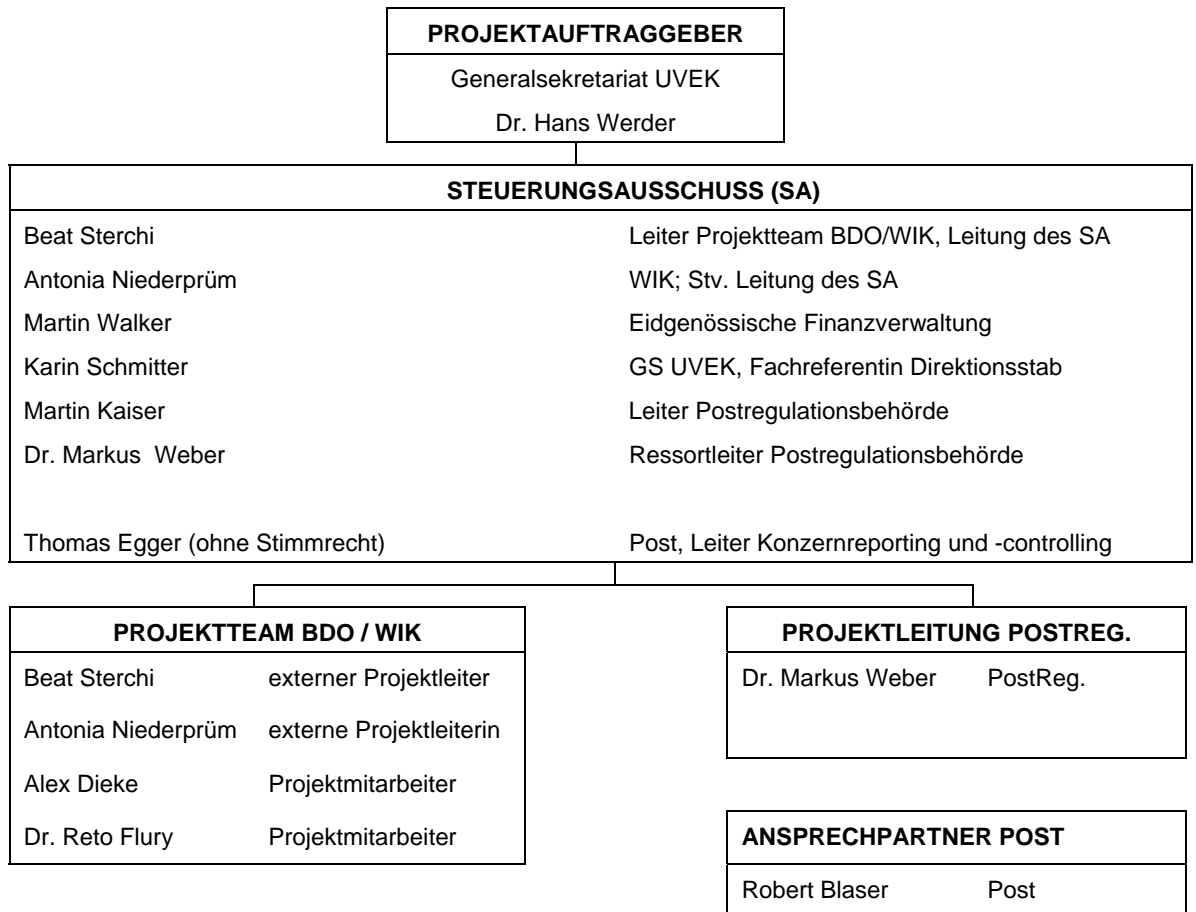 PROJEKTAUFTRAGGEBER
Generalsekretariat UVEK
Dr. Hans Werder
STEUERUNGSAUSSCHUSS (SA)
Beat Sterchi Leiter Projektteam BDO/WIK, Leitung des SA
Antonia Niederprüm WIK; Stv. Leitung des SA
Martin Walker Eidgenössische Finanzverwaltung
Karin Schmitter GS UVEK, Fachreferentin Direktionsstab
Martin Kaiser Leiter Postregulationsbehörde
Dr. Markus Weber Ressortleiter Postregulationsbehörde
Thomas Egger (ohne Stimmrecht) Post, Leiter Konzernreporting und -controlling
PROJEKTTEAM BDO / WIK
Beat Sterchi externer Projektleiter
Antonia Niederprüm externe Projektleiterin
Alex Dieke Projektmitarbeiter
Dr. Reto Flury Projektmitarbeiter
PROJEKTLEITUNG POSTREG.
Dr. Markus Weber PostReg.
ANSPRECHPARTNER POST
Robert Blaser Post